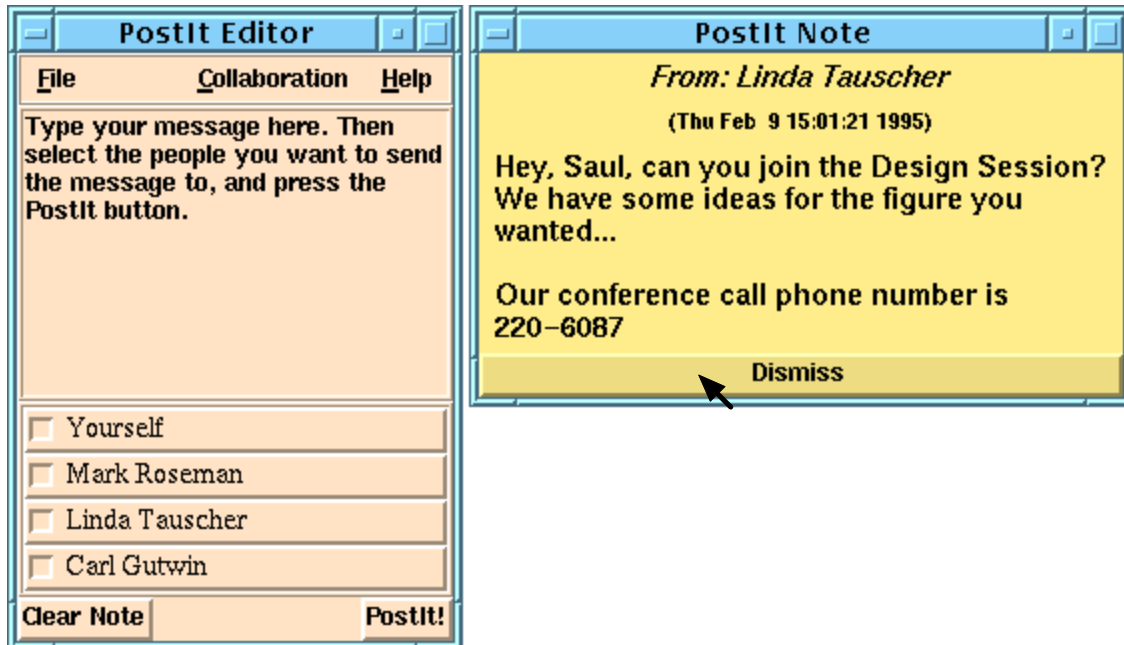 PostIt Editor
File Collaboration Help
Type your message here. Then
select the people you want to send
the message to, and press the
PostIt button.
Yourself
Mark Roseman
Linda Tauscher
Carl Gutwin
Clear Note PostIt!
PostIt Note
From: Linda Tauscher
(Thu Feb  9 15:01:21 1995)
Hey, Saul, can you join the Design Session?
We have some ideas for the figure you
wanted...
Our conference call phone number is
220-6087
Dismiss